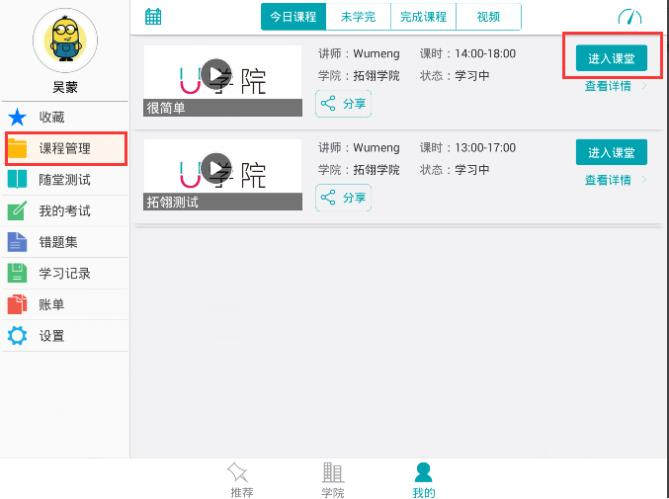 今日课程 未学完 完成课程 视频
吴蒙
收藏
课程管理
随堂测试
我的考试
错题集
学习记录
账单
设置
U学院
很简单
讲师：Wumeng 课时：14:00-18:00
学院：拓翎学院 状态：学习中
分享
进入课堂
查看详情
U学院
拓翎测试
讲师：Wumeng 课时：13:00-17:00
学院：拓翎学院 状态：学习中
分享
进入课堂
查看详情
推荐 学院 我的